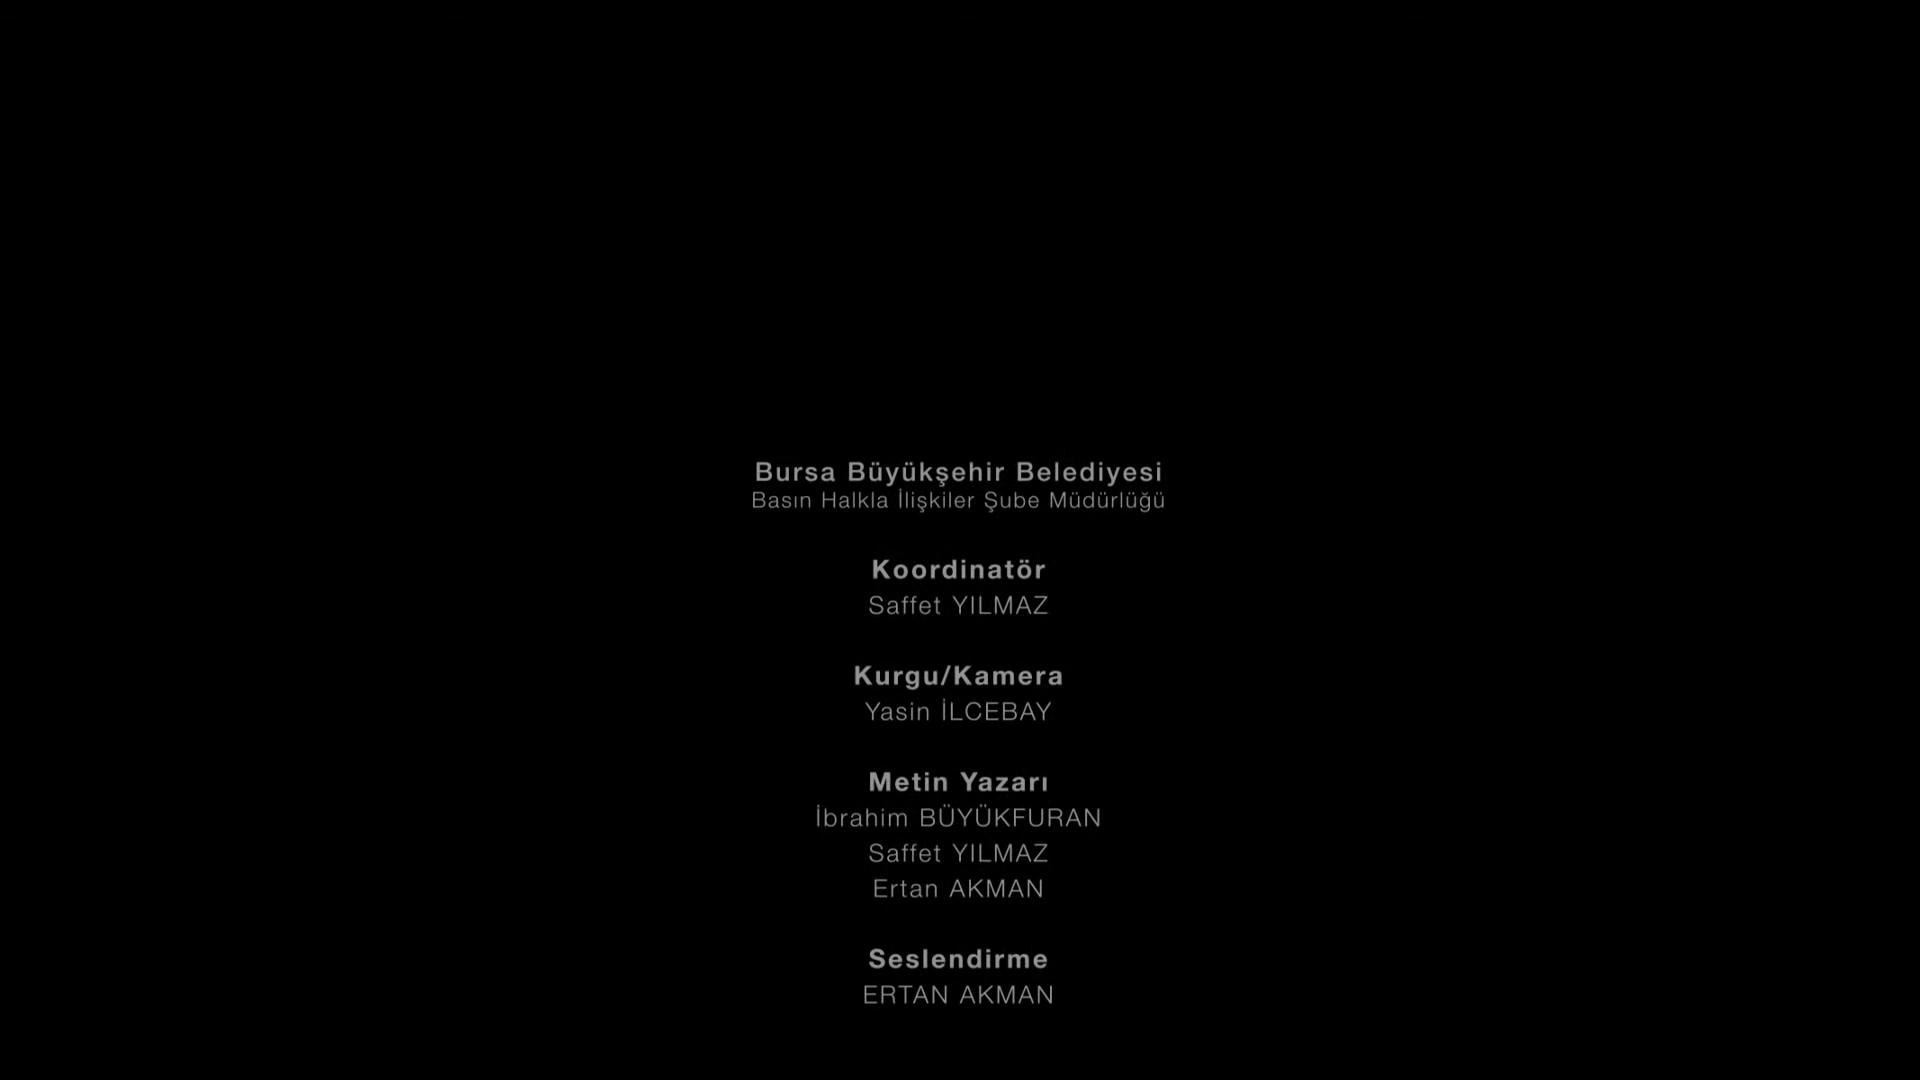 Bursa Büyükşehir Belediyesi
Basın Halkla İlişkiler Şube Müdürlüğü
Koordinatör
Saffet YILMAZ
Kurgu/Kamera
Yasin İLCEBAY
Metin Yazarı
İbrahim BÜYÜKFURAN
Saffet YILMAZ
Ertan AKMAN
Seslendirme
ERTAN AKMAN